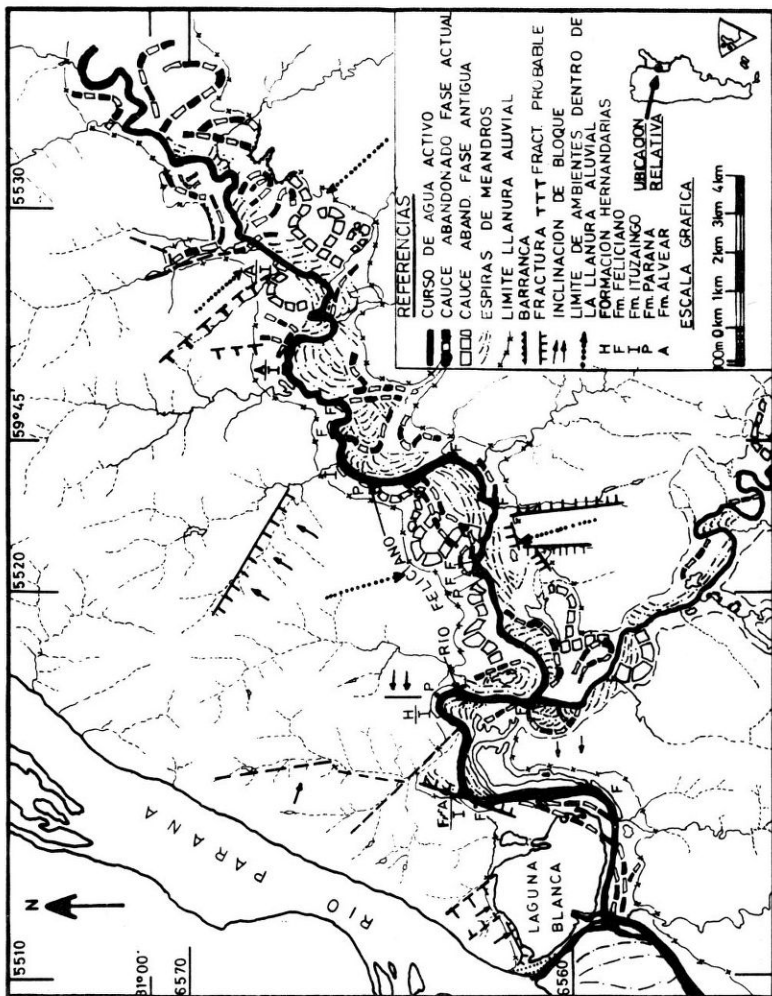 N
RIO PARANA
5510
5520
5530
31°00'
6570
6560
59°45
RIO FELICIANO
LAGUNA
BLANCA
F/A
I
F
H
I
P
F
P
F
F
P
F
F
F
A
I
A
I
F
F
REFERENCIAS
CURSO DE AGUA ACTIVO
CAUCE ABANDONADO FASE ACTUAL
CAUCE ABAND. FASE ANTIGUA
ESPIRAS DE MEANDROS
LIMITE LLANURA ALUVIAL
BARRANCA
FRACTURA TTT FRACT. PROBABLE
INCLINACION DE BLOQUE
LIMITE DE AMBIENTES DENTRO DE
LA LLANURA ALUVIAL
H FORMACION HERNANDARIAS
F Fm. FELICIANO
I Fm. ITUZAINGO
P Fm. PARANA
A Fm. ALVEAR
UBICACION
RELATIVA
ESCALA GRAFICA
100m 0km 1km 2km 3km 4km